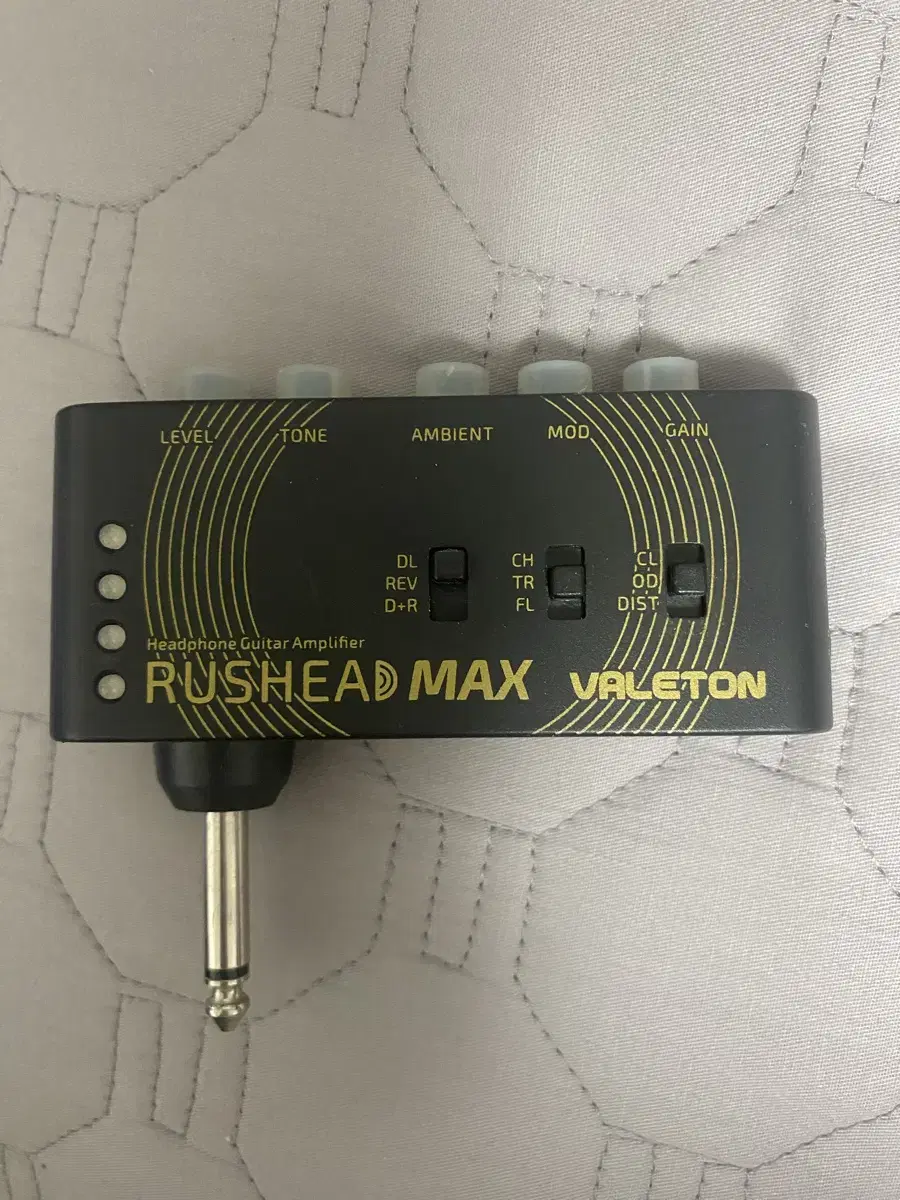 LEVEL TONE AMBIENT MOD GAIN
DL CH CL
REV TR OD
D+R FL DIST
Headphone Guitar Amplifier
RUSHEAD MAX VALETON